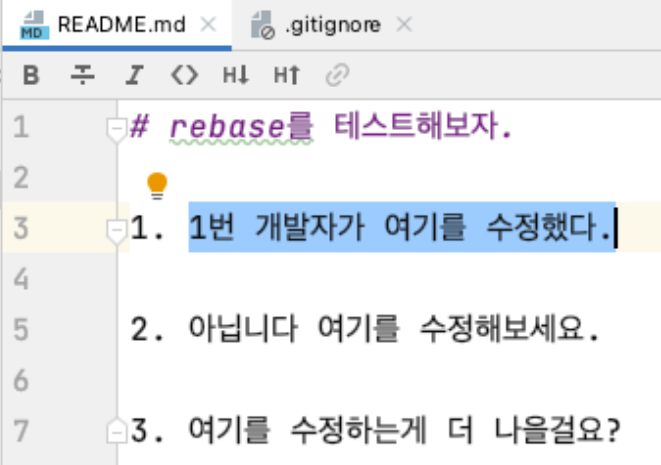 README.md .gitignore
B I <> H↓ H↑
1 # rebase를 테스트해보자.
2
3 1. 1번 개발자가 여기를 수정했다.
4
5 2. 아닙니다 여기를 수정해보세요.
6
7 3. 여기를 수정하는게 더 나을걸요?